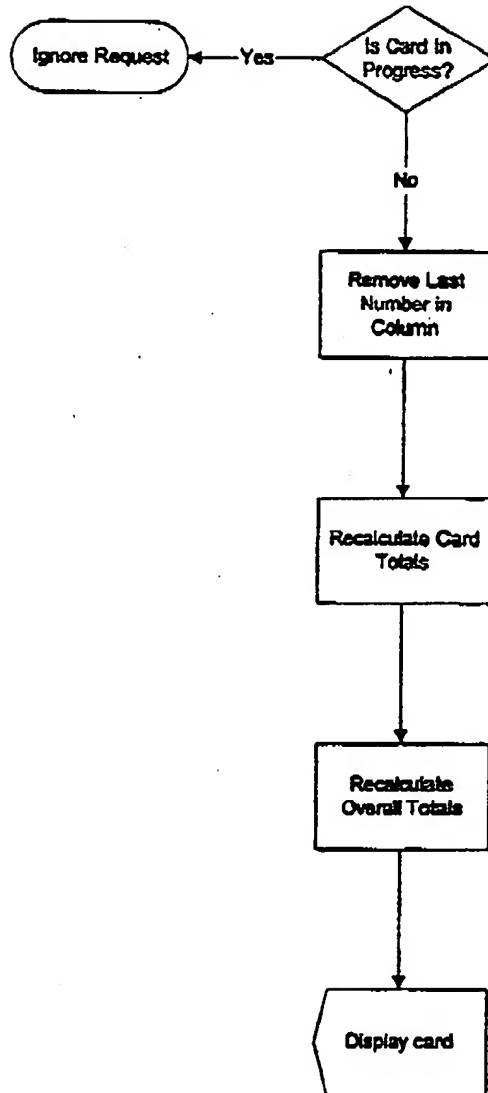 Ignore Request
Yes
Is Card In
Progress?
No
Remove Last
Number in
Column
Recalculate Card
Totals
Recalculate
Overall Totals
Display card